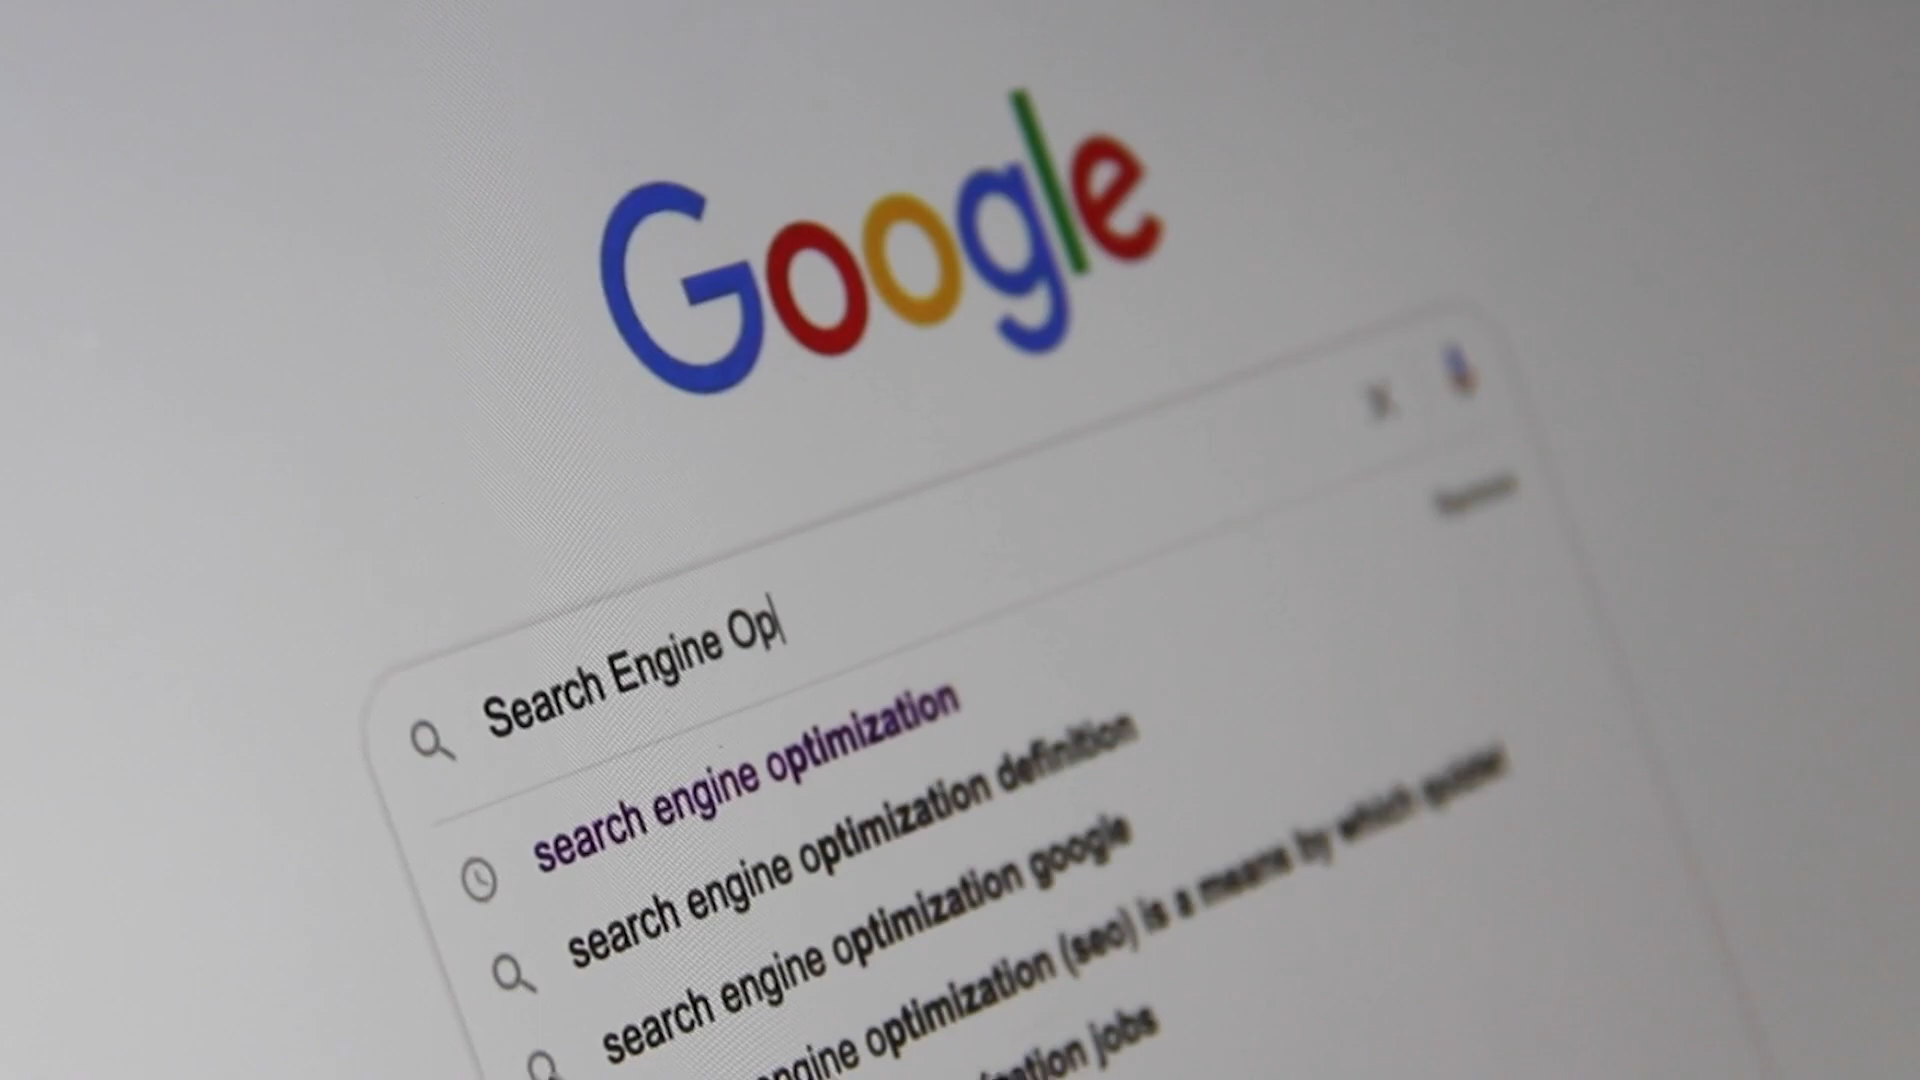 Google
Search Engine Op
search engine optimization
search engine optimization definition
search engine optimization google
engine optimization (seo) is a means by which
jobs